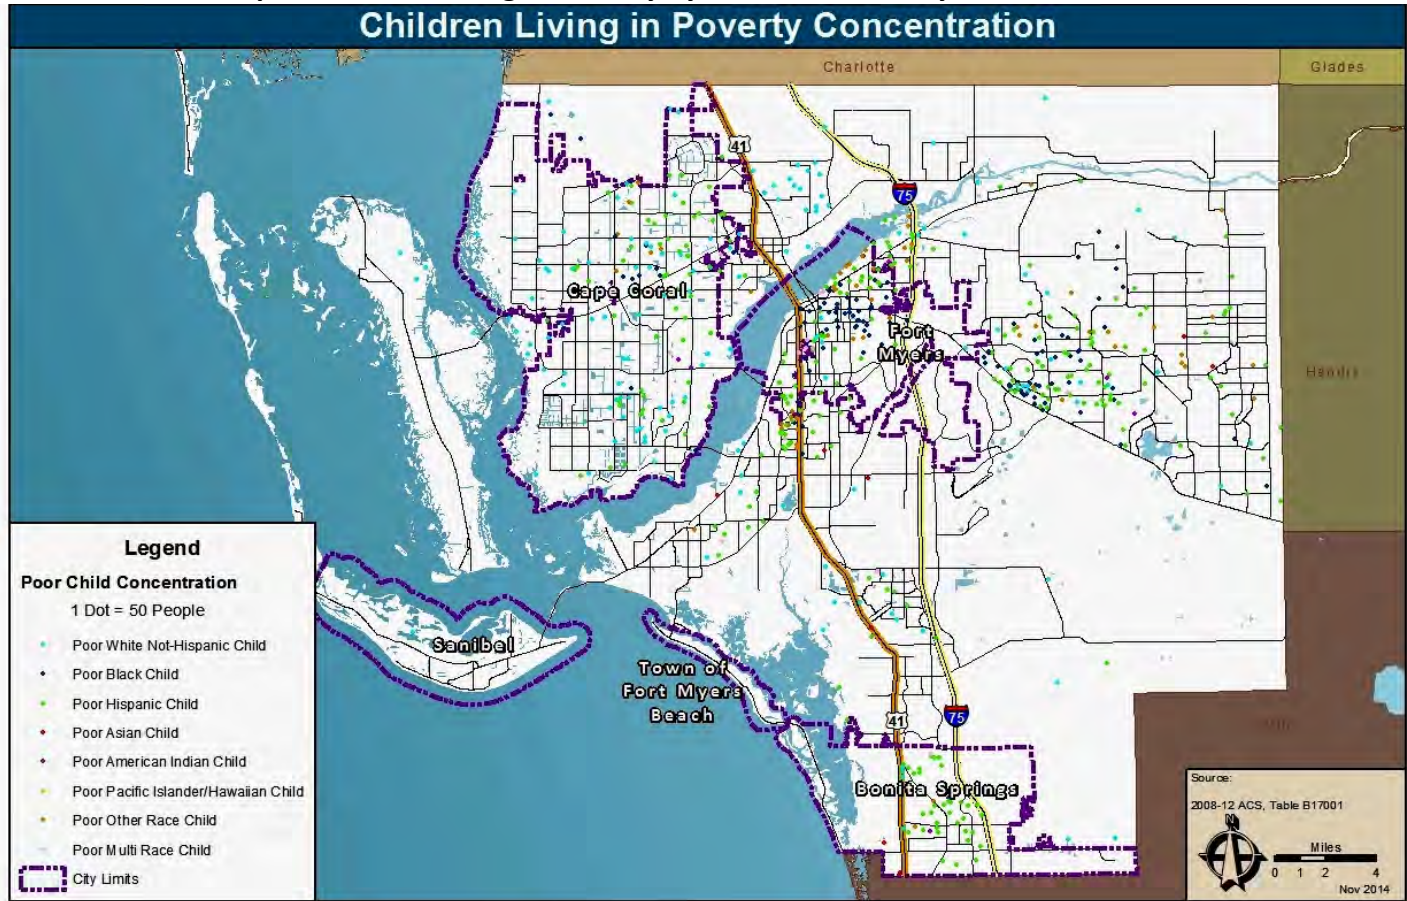 Children Living in Poverty Concentration
Charlotte
Glades
41
75
Cape Coral
Fort
Myers
Legend
Poor Child Concentration
1 Dot = 50 People
Poor White Not-Hispanic Child
Poor Black Child
Poor Hispanic Child
Poor Asian Child
Poor American Indian Child
Poor Pacific Islander/Hawaiian Child
Poor Other Race Child
Poor Multi Race Child
City Limits
Sanibel
Town of
Fort Myers
Beach
41
75
Bonita Springs
Source:
2008-12 ACS, Table B17001
N
Miles
0 1 2 4
Nov 2014